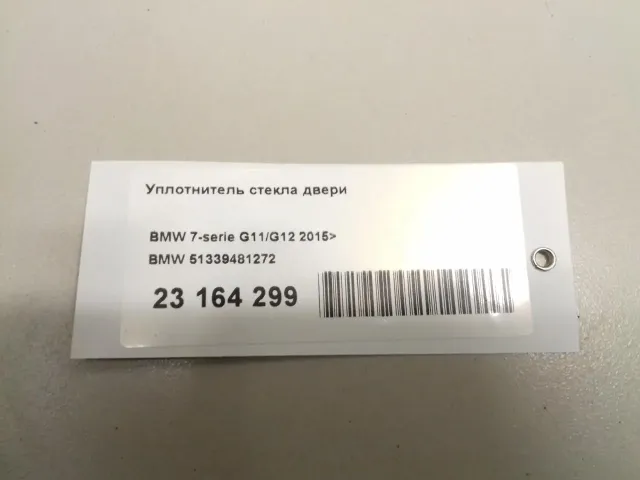 Уплотнитель стекла двери
BMW 7-serie G11/G12 2015>
BMW 51339481272
23 164 299